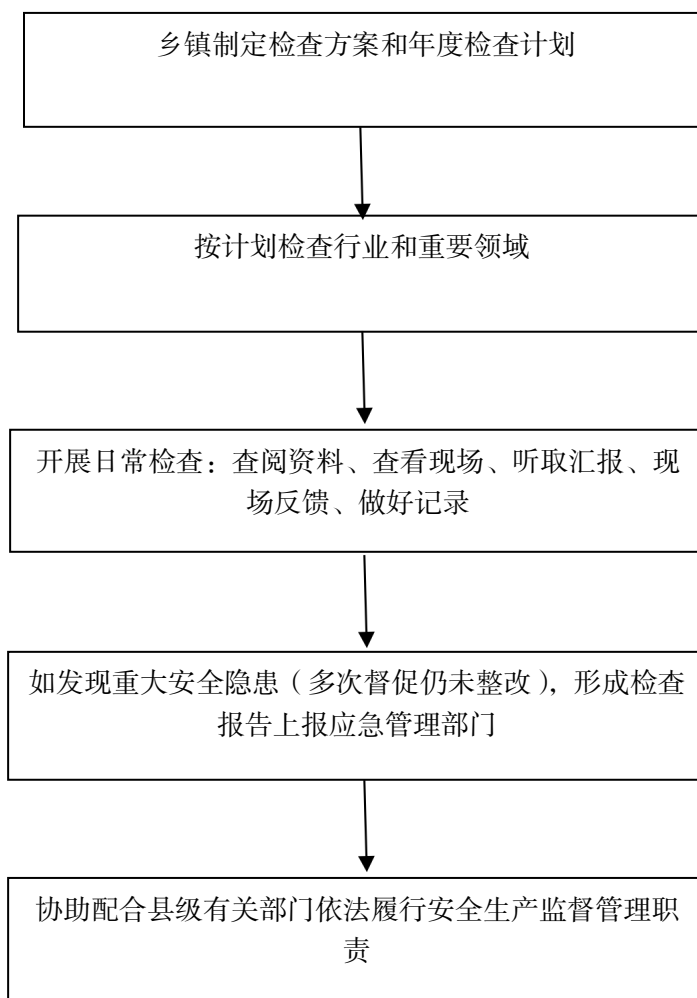 乡镇制定检查方案和年度检查计划
按计划检查行业和重要领域
开展日常检查：查阅资料、查看现场、听取汇报、现
场反馈、做好记录
如发现重大安全隐患（多次督促仍未整改），形成检查
报告上报应急管理部门
协助配合县级有关部门依法履行安全生产监督管理职
责